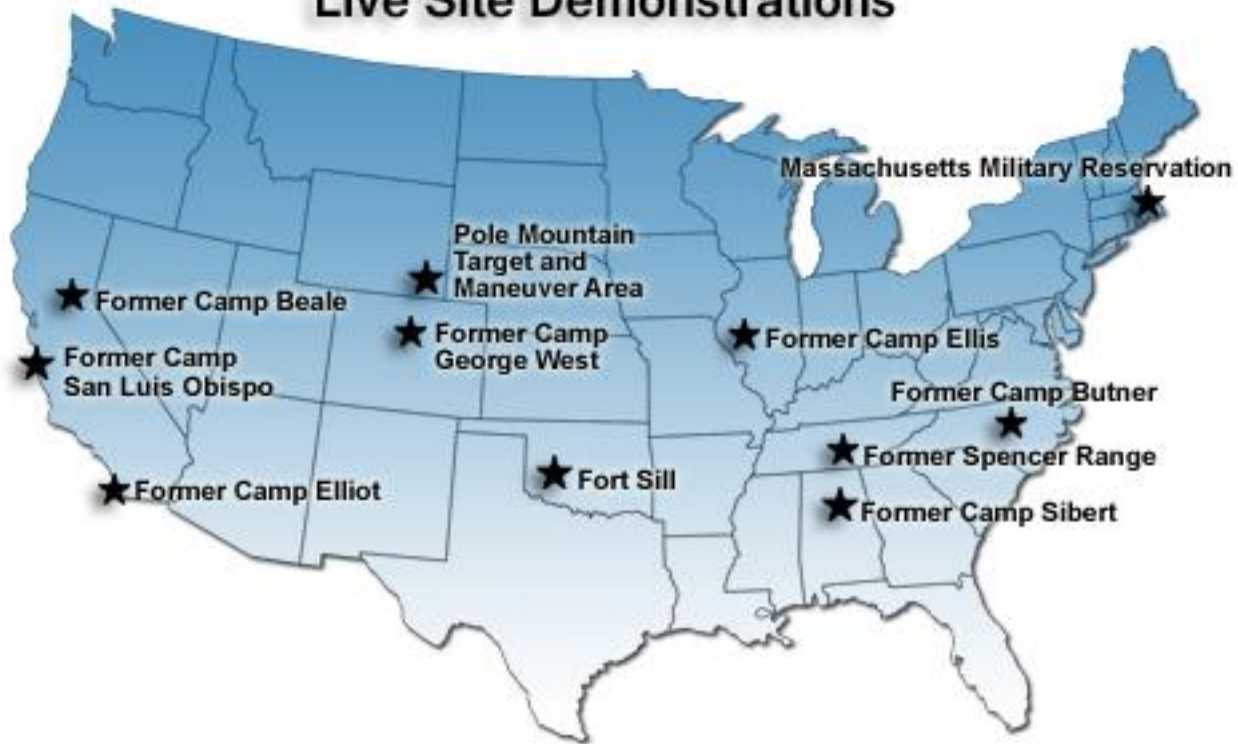 Live Site Demonstrations
Massachusetts Military Reservation
Pole Mountain
Target and
Maneuver Area
Former Camp Beale
Former Camp
George West
Former Camp Ellis
Former Camp
San Luis Obispo
Former Camp Butner
Former Spencer Range
Fort Sill
Former Camp Elliot
Former Camp Sibert